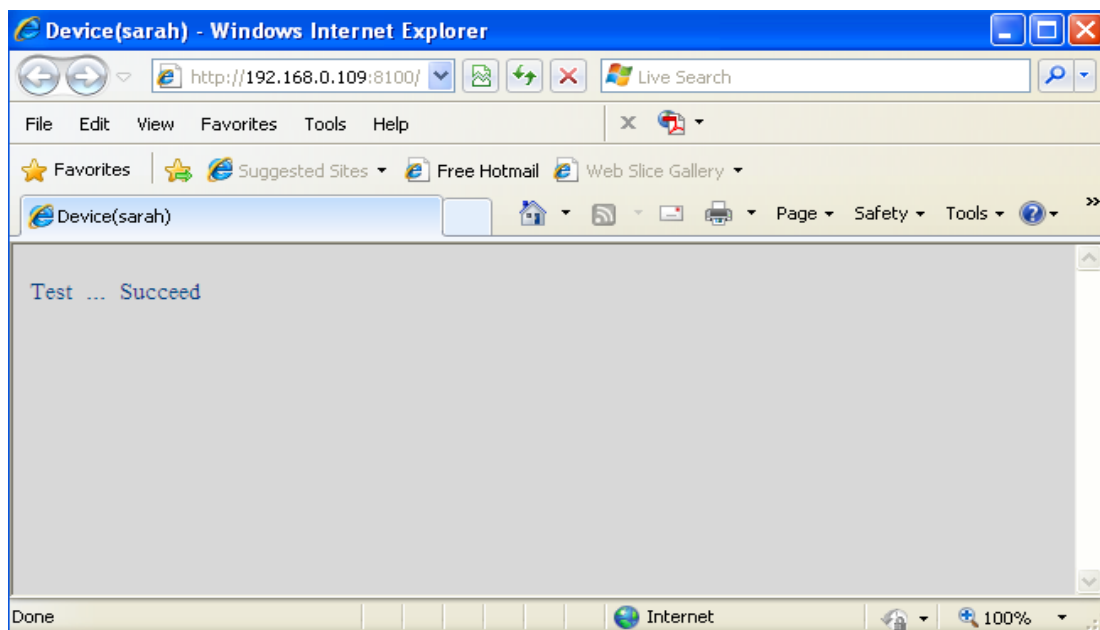 Device(sarah) - Windows Internet Explorer
http://192.168.0.109:8100/ Live Search
File Edit View Favorites Tools Help
Favorites Suggested Sites Free Hotmail Web Slice Gallery
Device(sarah) Page Safety Tools
Test ... Succeed
Done Internet 100%